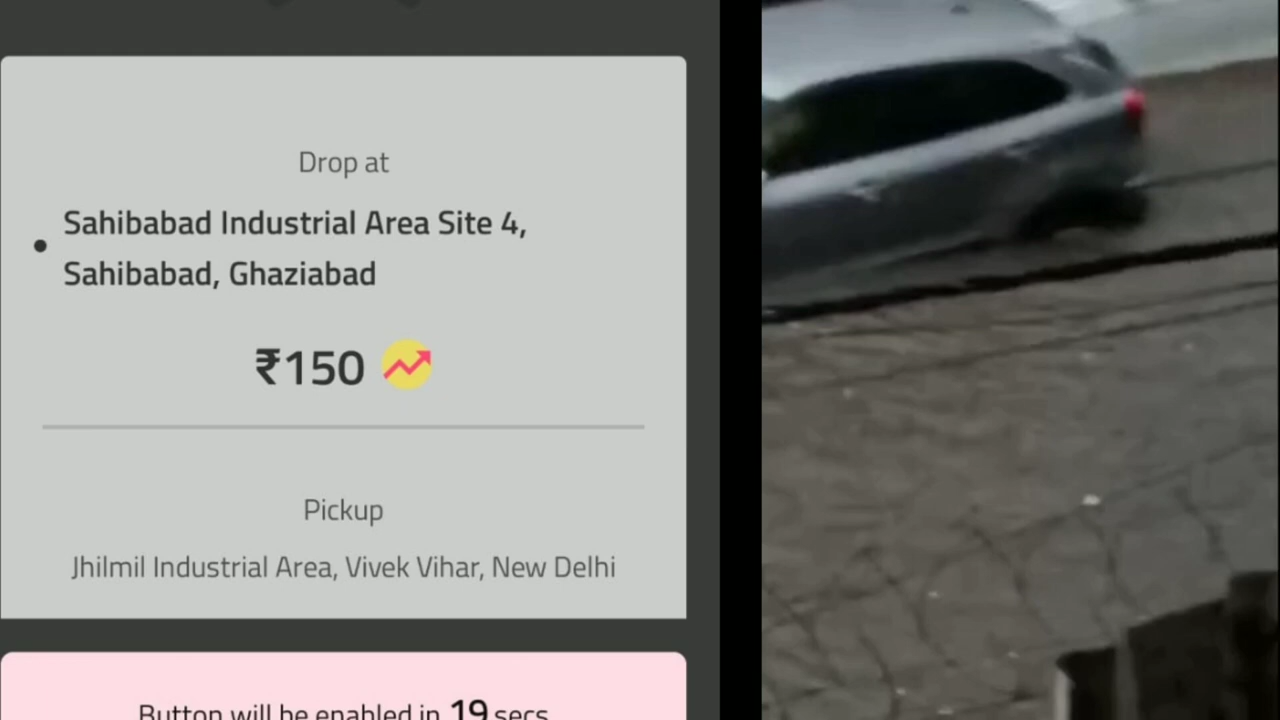 Drop at
Sahibabad Industrial Area Site 4,
Sahibabad, Ghaziabad
₹150
Pickup
Jhilmil Industrial Area, Vivek Vihar, New Delhi
Button will be enabled in 19 secs